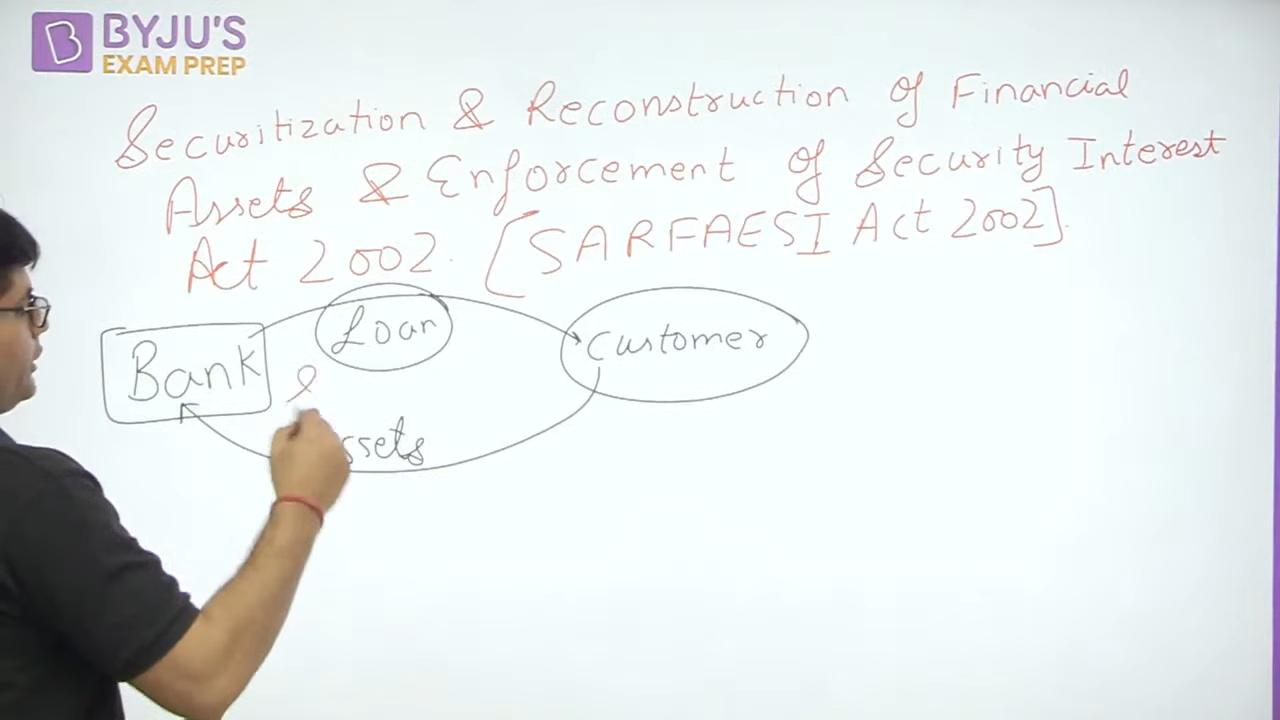 BYJU'S
EXAM PREP
Securitization & Reconstruction of Financial
Assets & Enforcement of Security Interest
Act 2002. [SARFAESI Act 2002].
Loan
Customer
Bank